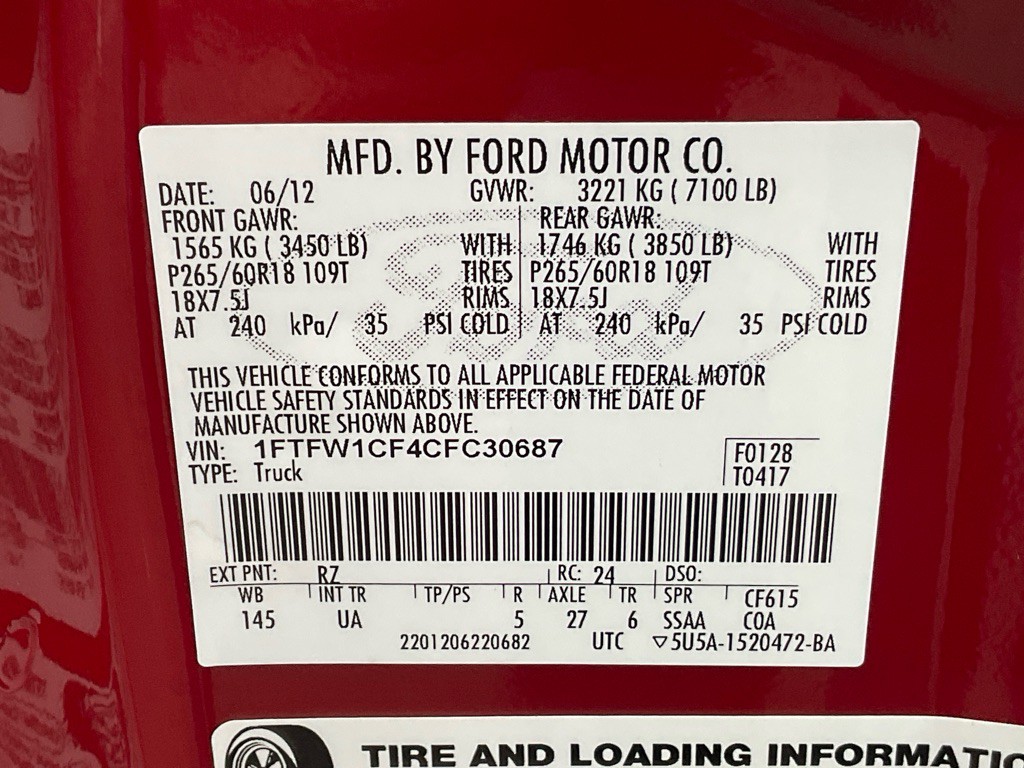 MFD. BY FORD MOTOR CO.
DATE: 06/12 GVWR: 3221 KG ( 7100 LB)
FRONT GAWR: REAR GAWR:
1565 KG ( 3450 LB) WITH 1746 KG ( 3850 LB) WITH
P265/60R18 109T TIRES P265/60R18 109T TIRES
18X7.5J RIMS 18X7.5J RIMS
AT 240 kPa/ 35 PSI COLD AT 240 kPa/ 35 PSI COLD
THIS VEHICLE CONFORMS TO ALL APPLICABLE FEDERAL MOTOR
VEHICLE SAFETY STANDARDS IN EFFECT ON THE DATE OF
MANUFACTURE SHOWN ABOVE.
VIN: 1FTFW1CF4CFC30687 F0128
TYPE: Truck T0417
EXT PNT: RZ RC: 24 DSO:
WB INT TR TP/PS R AXLE TR SPR CF615
145 UA 5 27 6 SSAA COA
2201206220682 UTC ▽5U5A-1520472-BA
TIRE AND LOADING INFORMATIO